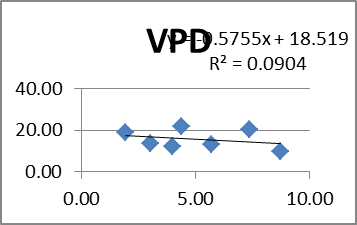 VPD
y = -0.5755x + 18.519
R² = 0.0904
40.00
20.00
0.00
0.00 5.00 10.00